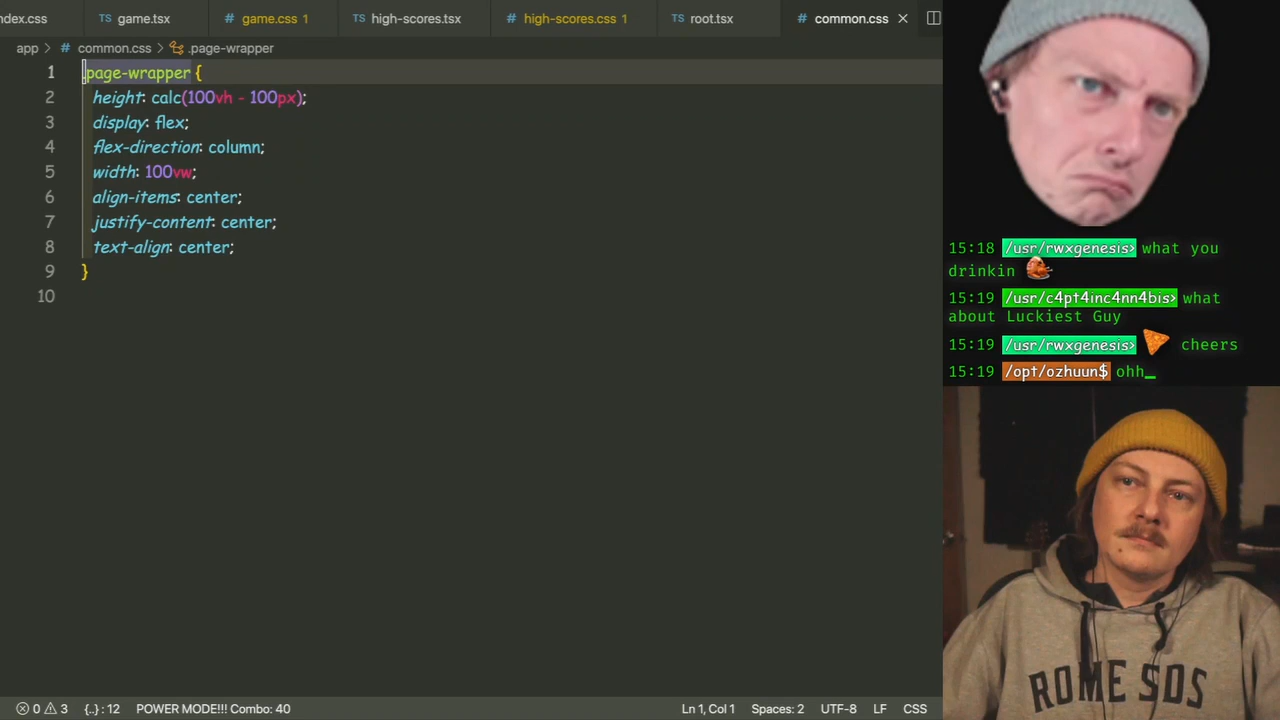 ndex.css
TS game.tsx
# game.css 1
TS high-scores.tsx
# high-scores.css 1
TS root.tsx
# common.css
app > # common.css > .page-wrapper
1 .page-wrapper {
2 height: calc(100vh - 100px);
3 display: flex;
4 flex-direction: column;
5 width: 100vw;
6 align-items: center;
7 justify-content: center;
8 text-align: center;
9 }
10
0 3 {..} : 12 POWER MODE!!! Combo: 40 Ln 1, Col 1 Spaces: 2 UTF-8 LF CSS
15:18 /usr/rwxgenesis> what you
drinkin
15:19 /usr/c4pt4inc4nn4bis> what
about Luckiest Guy
15:19 /usr/rwxgenesis> cheers
15:19 /opt/ozhuun$ ohh_
ROME SDS